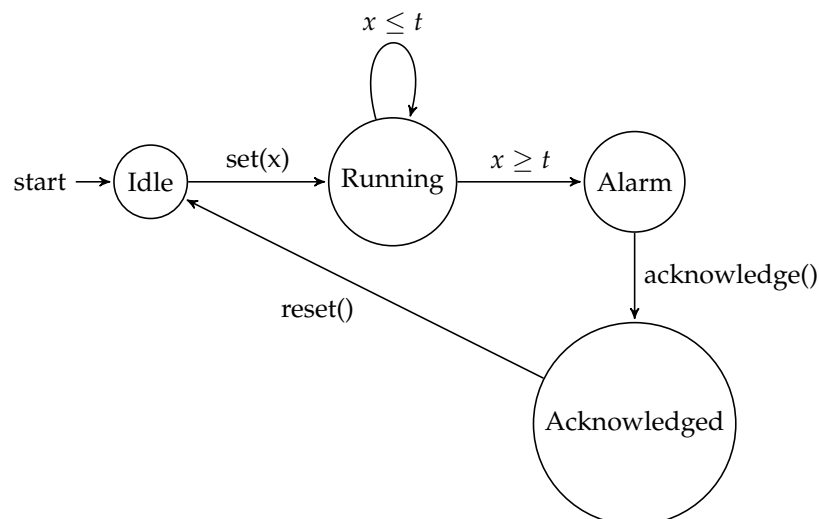 x ≤ t
start
Idle
set(x)
Running
x ≥ t
Alarm
acknowledge()
reset()
Acknowledged